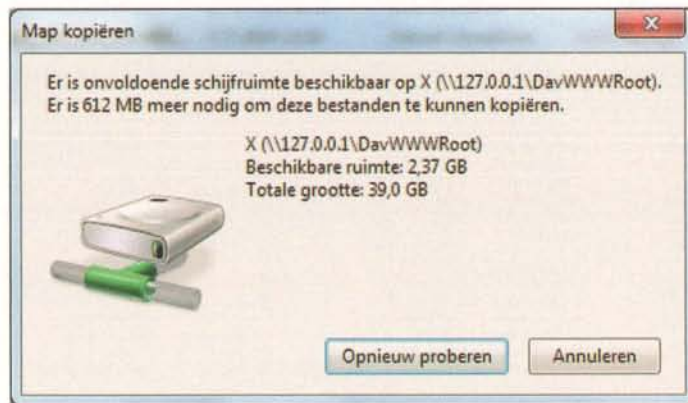 Map kopiëren
Er is onvoldoende schijfruimte beschikbaar op X (\\127.0.0.1\DavWWWRoot).
Er is 612 MB meer nodig om deze bestanden te kunnen kopiëren.
X (\\127.0.0.1\DavWWWRoot)
Beschikbare ruimte: 2,37 GB
Totale grootte: 39,0 GB
Opnieuw proberen
Annuleren